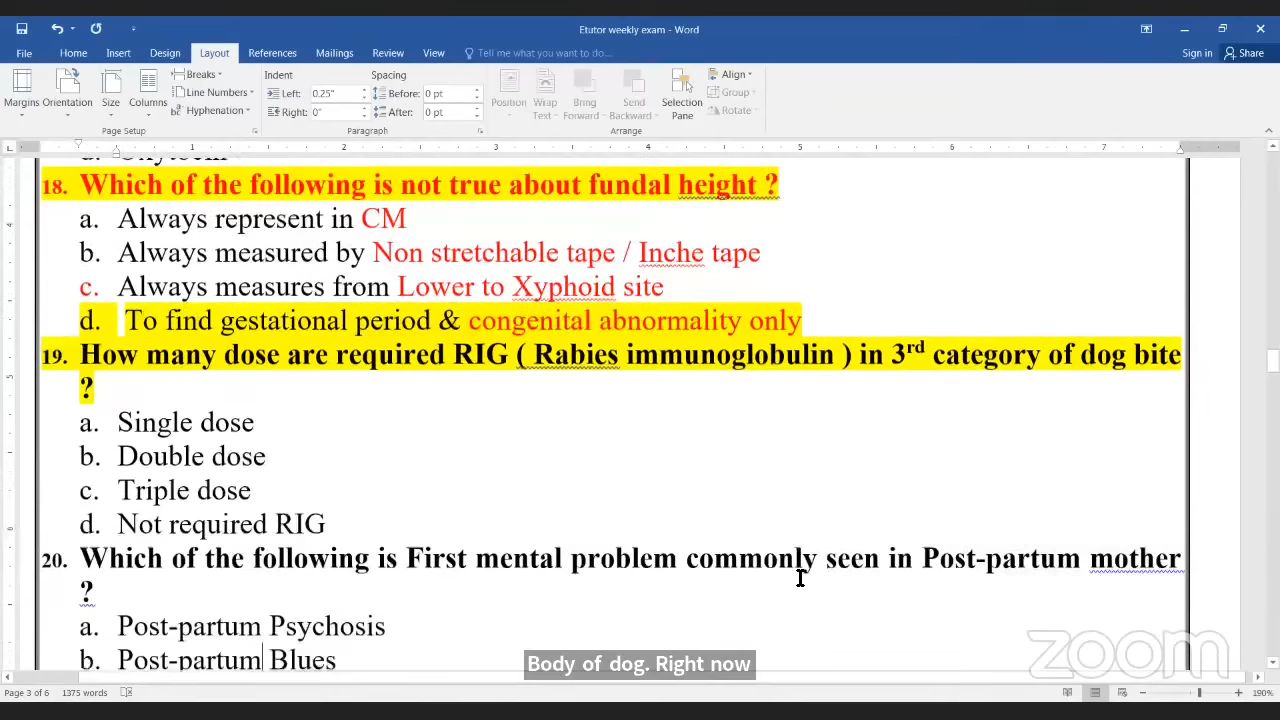 Etutor weekly exam - Word
File Home Insert Design Layout References Mailings Review View Tell me what you want to do... Sign in Share
Margins Orientation Size Columns Breaks Line Numbers Hyphenation
Page Setup
Indent Spacing
Left: 0.25" Before: 0 pt
Right: 0" After: 0 pt
Paragraph
Position Wrap Text Bring Forward Send Backward Selection Pane Align Group Rotate
Arrange
1 2 3 4 5 6 7
18. Which of the following is not true about fundal height ?
a. Always represent in CM
b. Always measured by Non stretchable tape / Inche tape
c. Always measures from Lower to Xyphoid site
d. To find gestational period & congenital abnormality only
19. How many dose are required RIG ( Rabies immunoglobulin ) in 3rd category of dog bite
?
a. Single dose
b. Double dose
c. Triple dose
d. Not required RIG
20. Which of the following is First mental problem commonly seen in Post-partum mother
?
a. Post-partum Psychosis
b. Post-partum Blues
Body of dog. Right now
zoom
Page 3 of 6 1375 words 190%